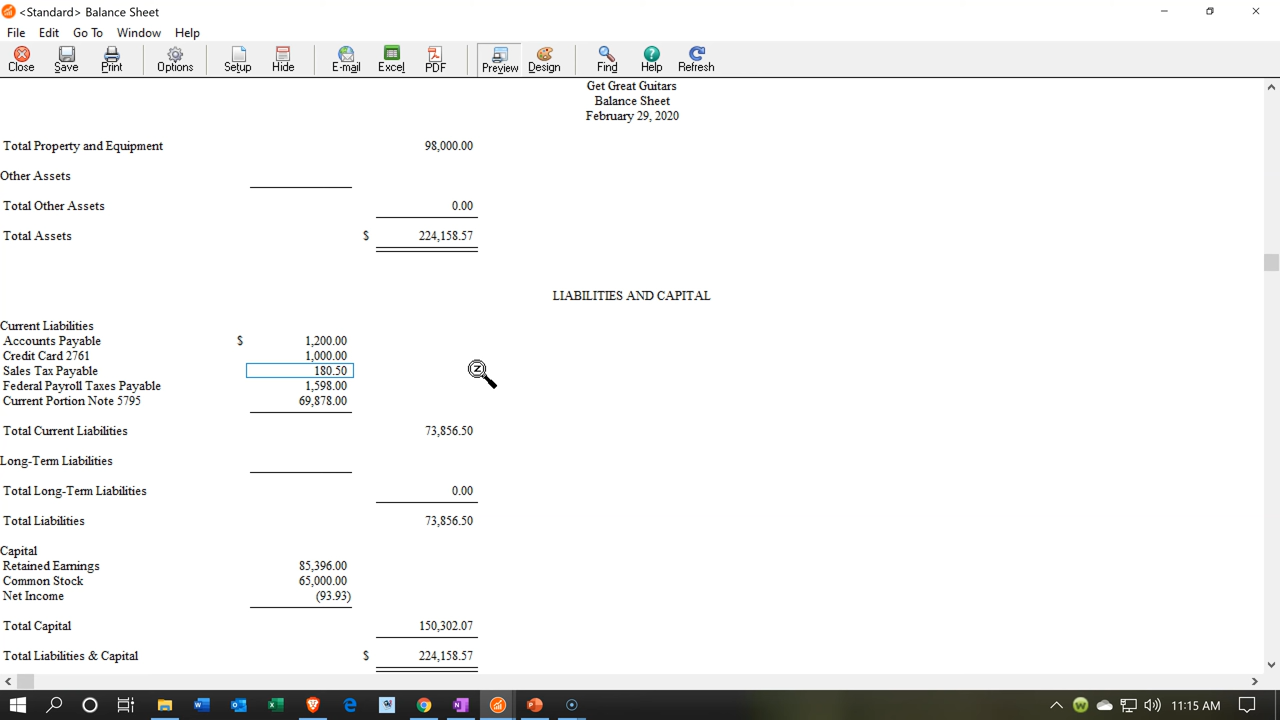 <Standard> Balance Sheet
File Edit Go To Window Help
Close Save Print Options Setup Hide E-mail Excel PDF Preview Design Find Help Refresh
Get Great Guitars
Balance Sheet
February 29, 2020
Total Property and Equipment 98,000.00
Other Assets
Total Other Assets 0.00
Total Assets $ 224,158.57
LIABILITIES AND CAPITAL
Current Liabilities
Accounts Payable $ 1,200.00
Credit Card 2761 1,000.00
Sales Tax Payable 180.50
Federal Payroll Taxes Payable 1,598.00
Current Portion Note 5795 69,878.00
Total Current Liabilities 73,856.50
Long-Term Liabilities
Total Long-Term Liabilities 0.00
Total Liabilities 73,856.50
Capital
Retained Earnings 85,396.00
Common Stock 65,000.00
Net Income (93.93)
Total Capital 150,302.07
Total Liabilities & Capital $ 224,158.57
11:15 AM